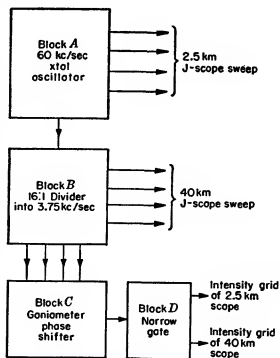 Block A
60 kc/sec
xtal
oscillator
2.5 km
J-scope sweep
Block B
16:1 Divider
into 3.75 kc/sec
40 km
J-scope sweep
Block C
Goniometer
phase
shifter
Block D
Narrow
gate
Intensity grid
of 2.5 km
scope
Intensity grid
of 40 km
scope